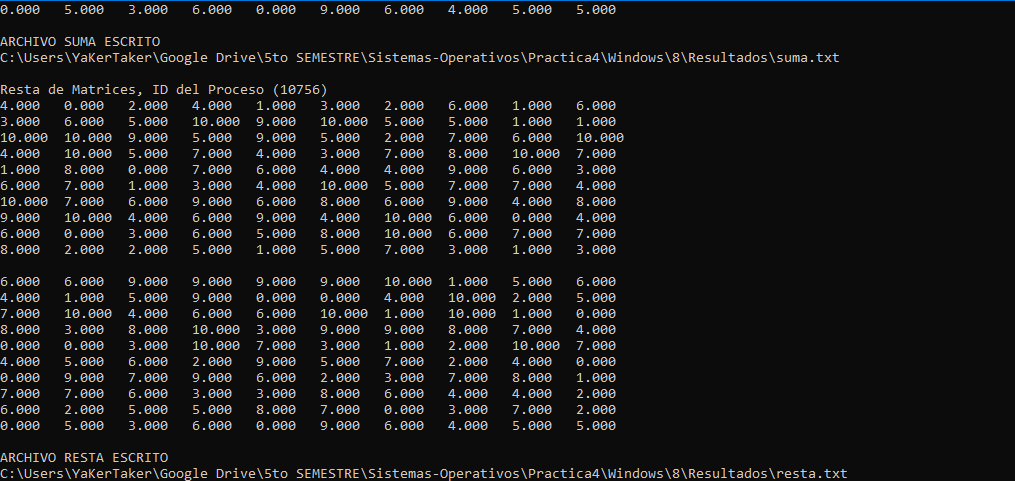 0.000 5.000 3.000 6.000 0.000 9.000 6.000 4.000 5.000 5.000
ARCHIVO SUMA ESCRITO
C:\Users\YaKerTaker\Google Drive\5to SEMESTRE\Sistemas-Operativos\Practica4\Windows\8\Resultados\suma.txt
Resta de Matrices, ID del Proceso (10756)
4.000 0.000 2.000 4.000 1.000 3.000 2.000 6.000 1.000 6.000
3.000 6.000 5.000 10.000 9.000 10.000 5.000 5.000 1.000 1.000
10.000 10.000 9.000 5.000 9.000 5.000 2.000 7.000 6.000 10.000
4.000 10.000 5.000 7.000 4.000 3.000 7.000 8.000 10.000 7.000
1.000 8.000 0.000 7.000 6.000 4.000 4.000 9.000 6.000 3.000
6.000 7.000 1.000 3.000 4.000 10.000 5.000 7.000 7.000 4.000
10.000 7.000 6.000 9.000 6.000 8.000 6.000 9.000 4.000 8.000
9.000 10.000 4.000 6.000 9.000 4.000 10.000 6.000 0.000 4.000
6.000 0.000 3.000 6.000 5.000 8.000 10.000 6.000 7.000 7.000
8.000 2.000 2.000 5.000 1.000 5.000 7.000 3.000 1.000 3.000
6.000 6.000 9.000 9.000 9.000 9.000 10.000 1.000 5.000 6.000
4.000 1.000 5.000 9.000 0.000 0.000 4.000 10.000 2.000 5.000
7.000 10.000 4.000 6.000 6.000 10.000 1.000 10.000 1.000 0.000
8.000 3.000 8.000 10.000 3.000 9.000 9.000 8.000 7.000 4.000
0.000 0.000 3.000 10.000 7.000 3.000 1.000 2.000 10.000 7.000
4.000 5.000 6.000 2.000 9.000 5.000 7.000 2.000 4.000 0.000
0.000 9.000 7.000 9.000 6.000 2.000 3.000 7.000 8.000 1.000
7.000 7.000 6.000 3.000 3.000 8.000 6.000 4.000 4.000 2.000
6.000 2.000 5.000 5.000 8.000 7.000 0.000 3.000 7.000 2.000
0.000 5.000 3.000 6.000 0.000 9.000 6.000 4.000 5.000 5.000
ARCHIVO RESTA ESCRITO
C:\Users\YaKerTaker\Google Drive\5to SEMESTRE\Sistemas-Operativos\Practica4\Windows\8\Resultados\resta.txt